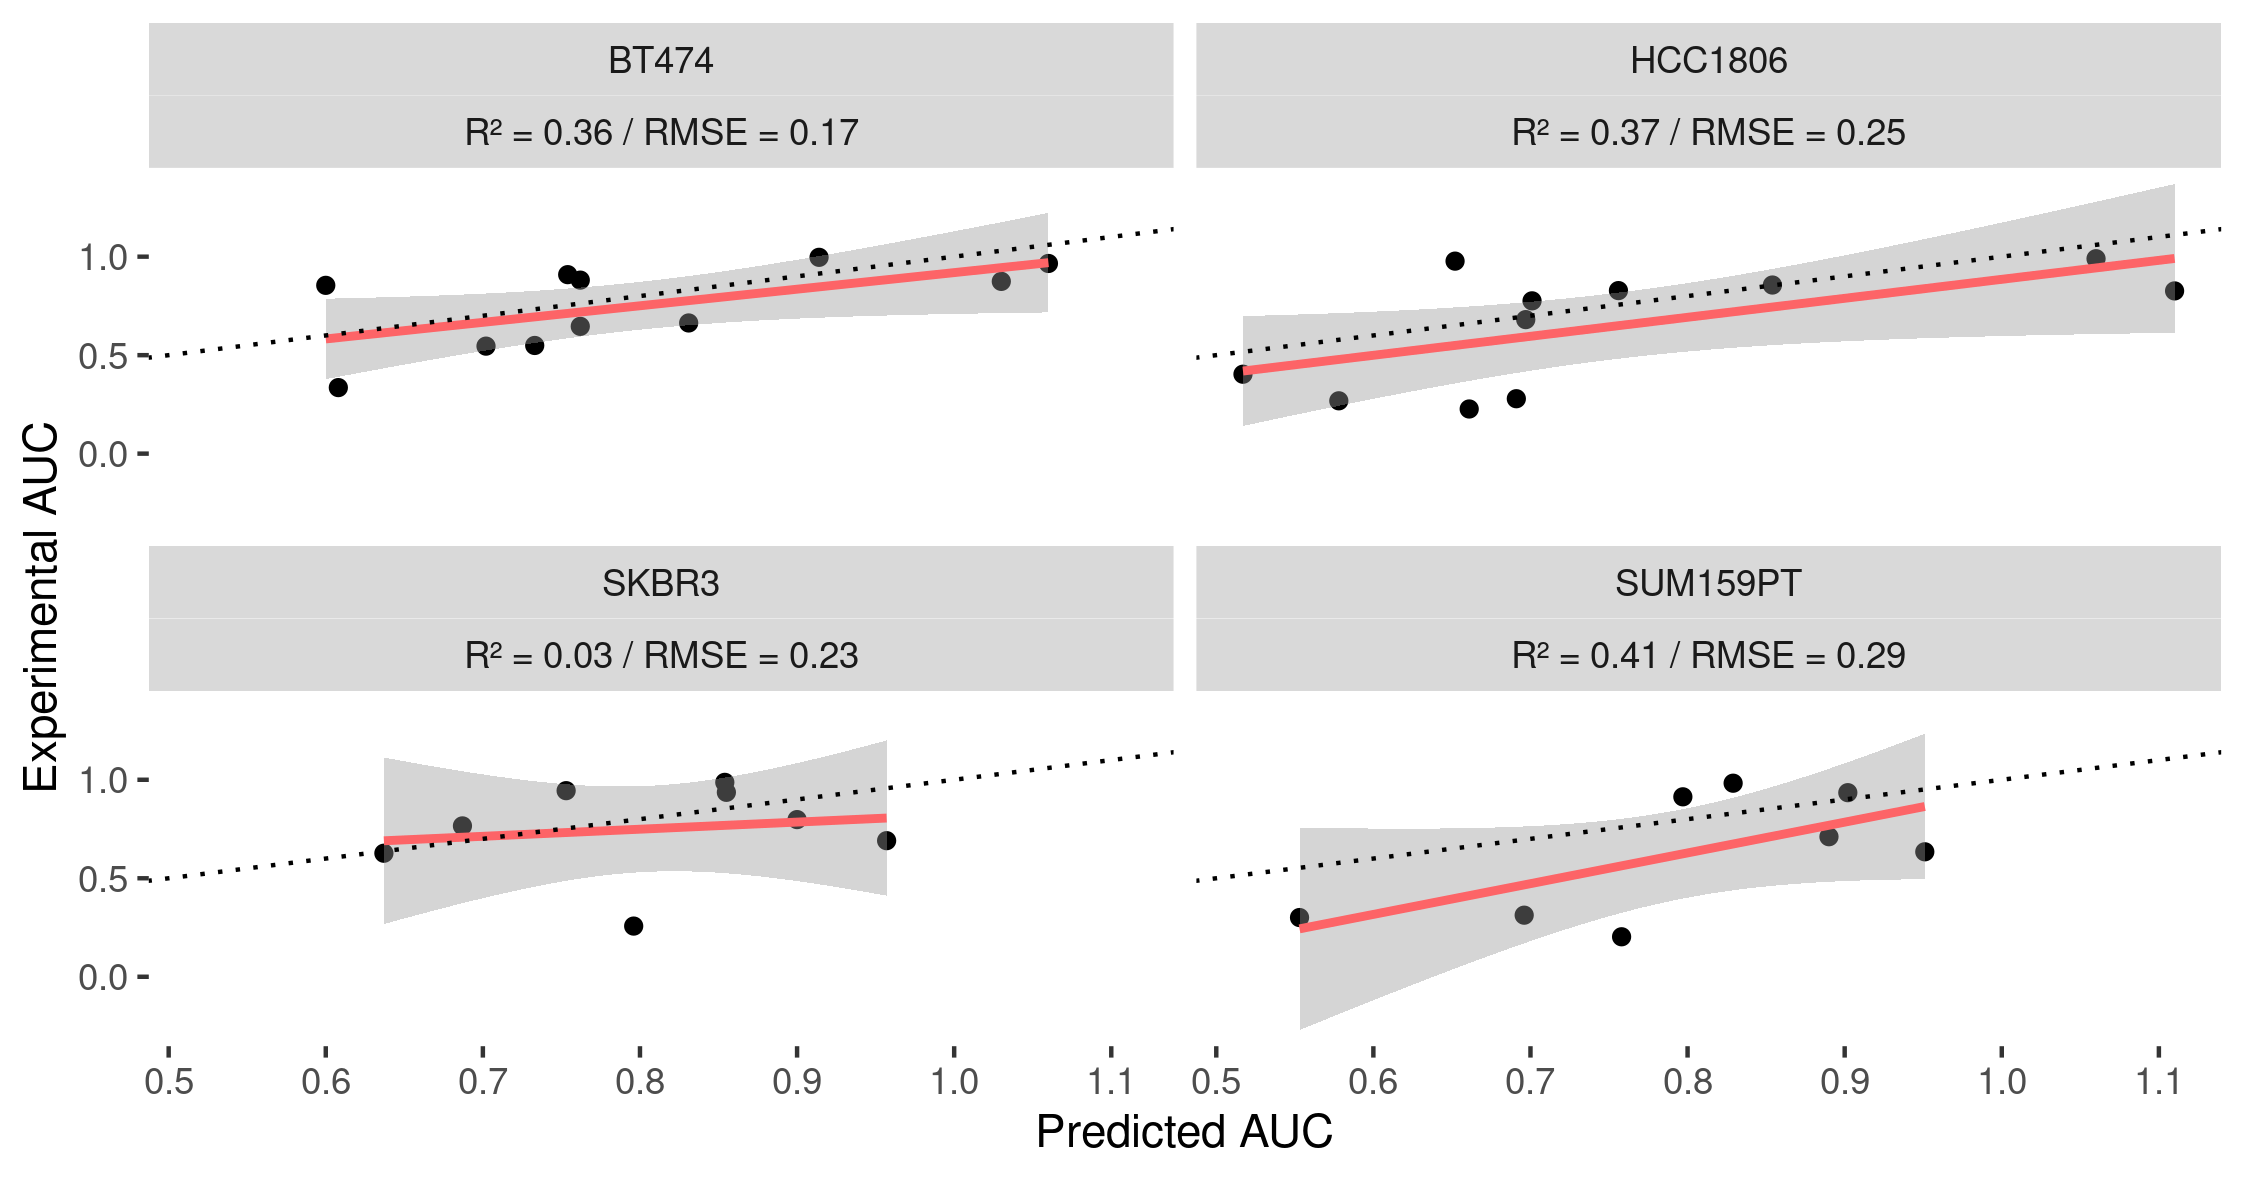 BT474
R² = 0.36 / RMSE = 0.17
HCC1806
R² = 0.37 / RMSE = 0.25
1.0
0.5
0.0
Experimental AUC
SKBR3
R² = 0.03 / RMSE = 0.23
SUM159PT
R² = 0.41 / RMSE = 0.29
1.0
0.5
0.0
0.5 0.6 0.7 0.8 0.9 1.0 1.1
0.5 0.6 0.7 0.8 0.9 1.0 1.1
Predicted AUC